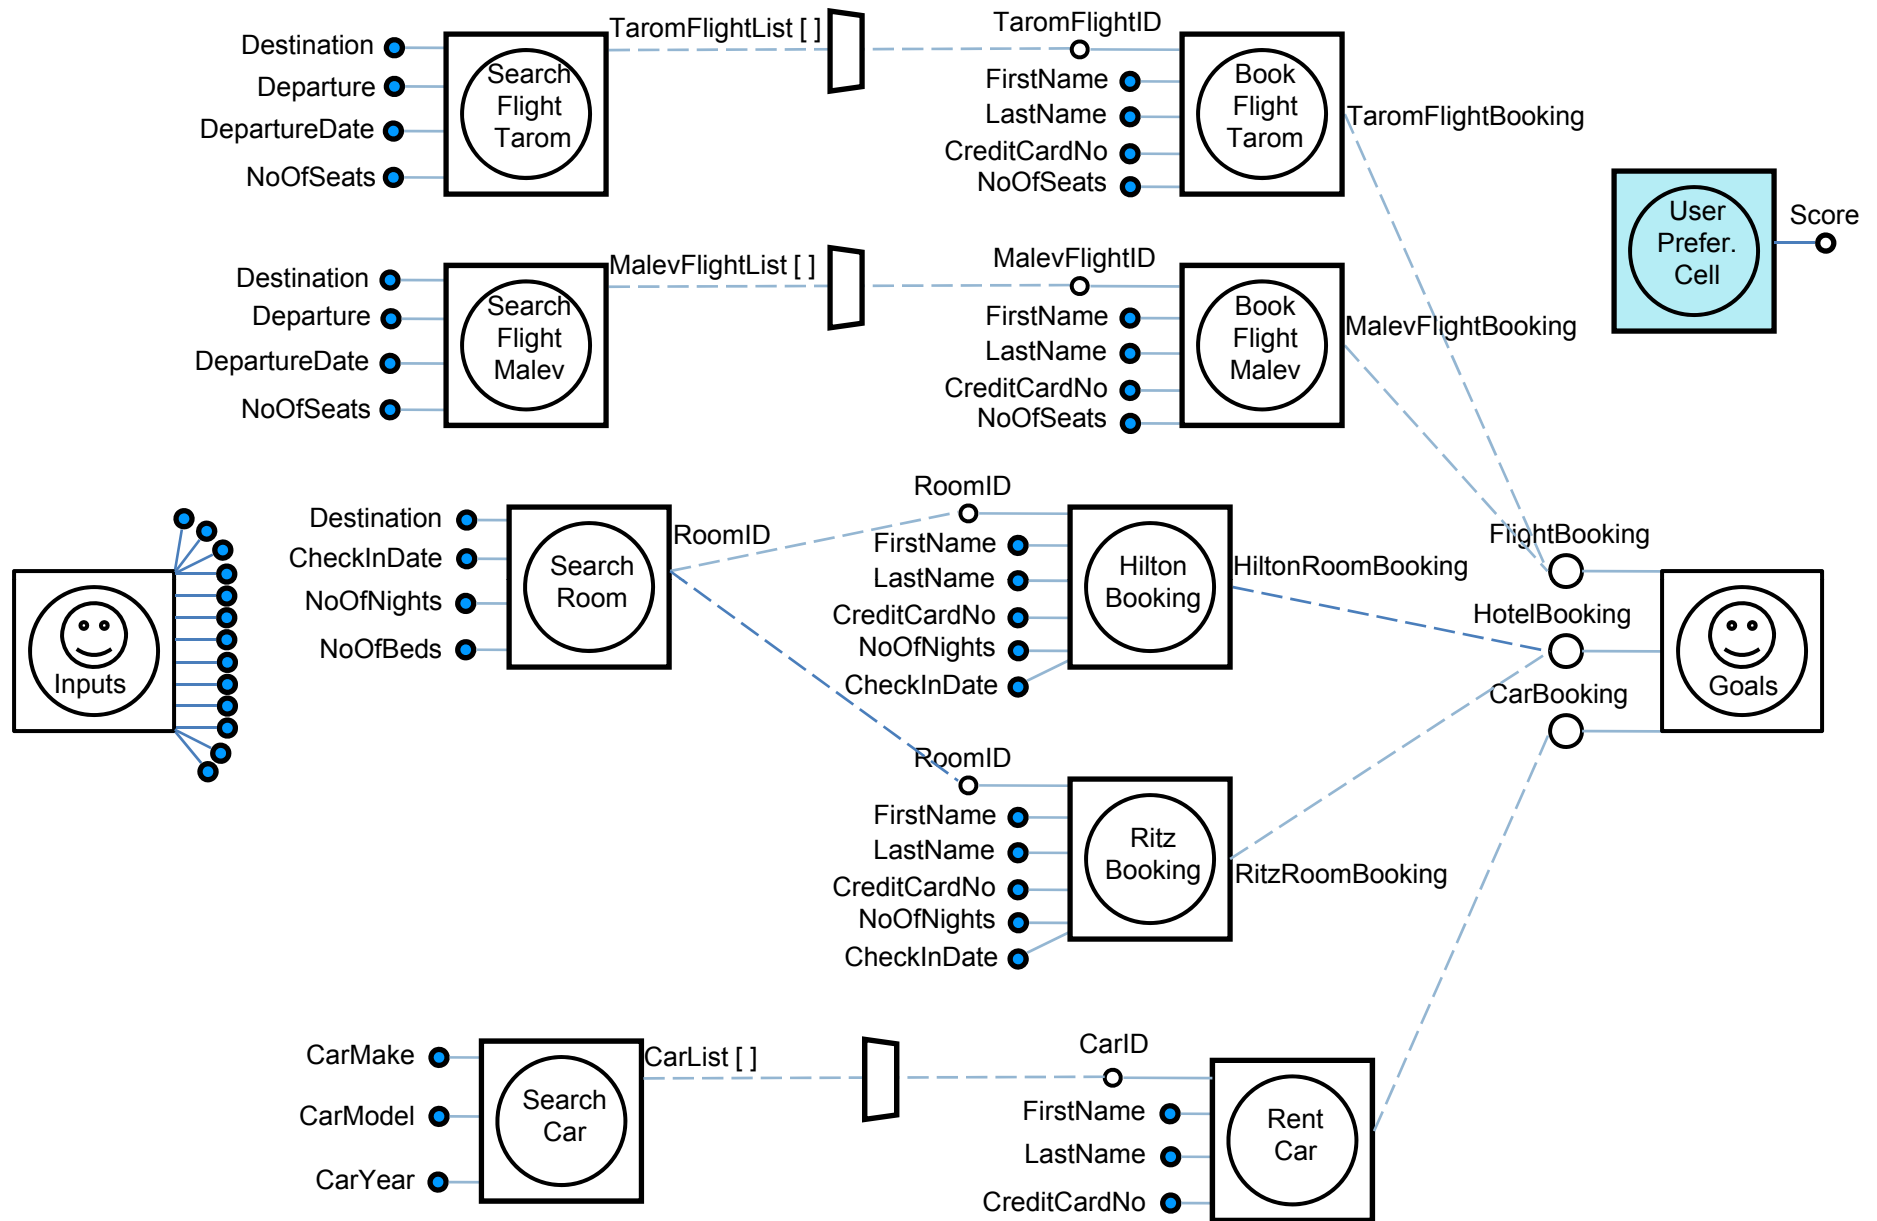 Destination
Departure
DepartureDate
NoOfSeats
Search
Flight
Tarom
TaromFlightList [ ]
TaromFlightID
FirstName
LastName
CreditCardNo
NoOfSeats
Book
Flight
Tarom
TaromFlightBooking
User
Prefer.
Cell
Score
Destination
Departure
DepartureDate
NoOfSeats
Search
Flight
Malev
MalevFlightList [ ]
MalevFlightID
FirstName
LastName
CreditCardNo
NoOfSeats
Book
Flight
Malev
MalevFlightBooking
Inputs
Destination
CheckInDate
NoOfNights
NoOfBeds
Search
Room
RoomID
RoomID
FirstName
LastName
CreditCardNo
NoOfNights
CheckInDate
Hilton
Booking
HiltonRoomBooking
FlightBooking
HotelBooking
CarBooking
Goals
RoomID
FirstName
LastName
CreditCardNo
NoOfNights
CheckInDate
Ritz
Booking
RitzRoomBooking
CarMake
CarModel
CarYear
Search
Car
CarList [ ]
CarID
FirstName
LastName
CreditCardNo
Rent
Car